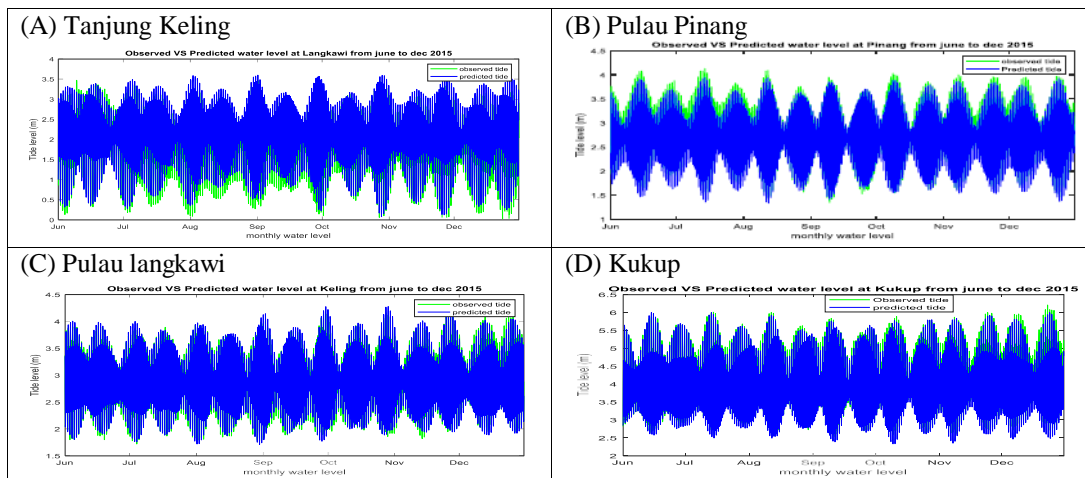 (A) Tanjung Keling
Observed VS Predicted water level at Langkawi from june to dec 2015
observed tide
predicted tide
Tide level (m)
4
3.5
3
2.5
2
1.5
1
0.5
0
Jun Jul Aug Sep Oct Nov Dec
monthly water level
(B) Pulau Pinang
Observed VS Predicted water level at Pinang from june to dec 2015
observed tide
Predicted tide
Tide level (m)
4.5
4
3.5
3
2.5
2
1.5
1
Jun Jul Aug Sep Oct Nov Dec
monthly water level
(C) Pulau langkawi
Observed VS Predicted water level at Keling from june to dec 2015
observed tide
predicted tide
Tide level (m)
4.5
4
3.5
3
2.5
2
1.5
Jun Jul Aug Sep Oct Nov Dec
monthly water level
(D) Kukup
Observed VS Predicted water level at Kukup from june to dec 2015
Observed tide
predicted tide
Tide level (m)
6.5
6
5.5
5
4.5
4
3.5
3
2.5
2
Jun Jul Aug Sep Oct Nov Dec
monthly water level